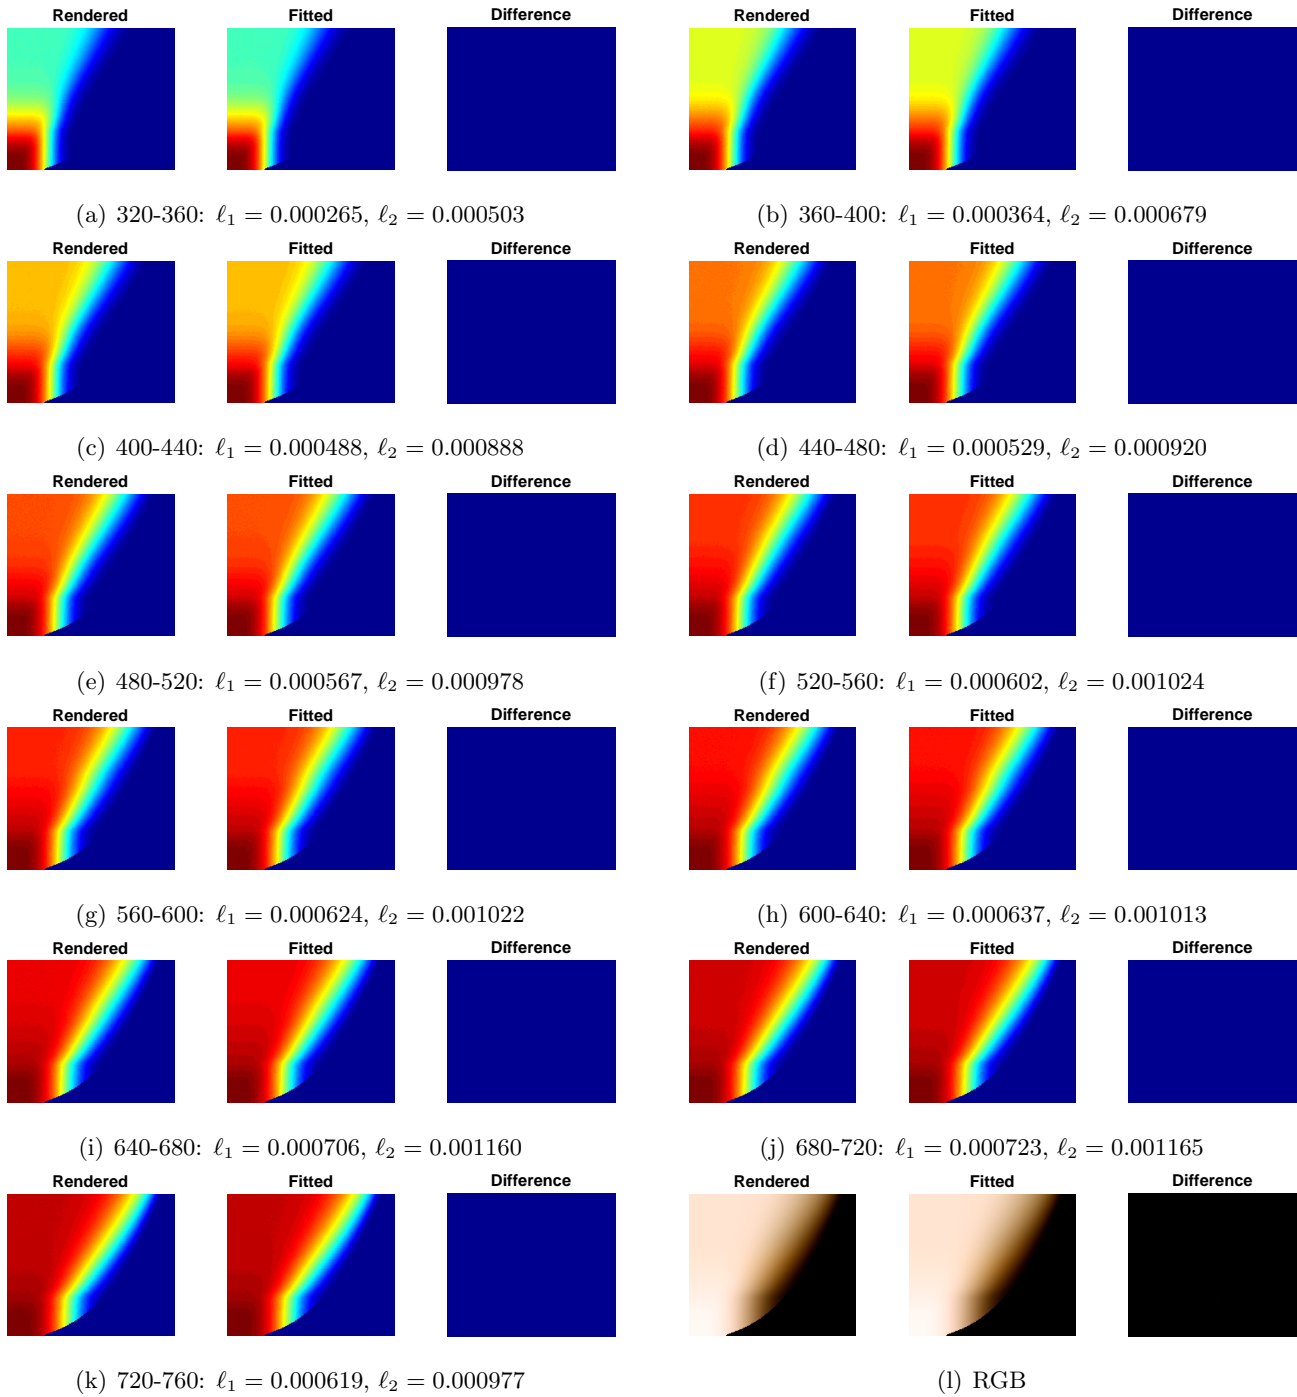 Rendered Fitted Difference Rendered Fitted Difference
(a) 320-360: ℓ₁ = 0.000265, ℓ₂ = 0.000503 (b) 360-400: ℓ₁ = 0.000364, ℓ₂ = 0.000679
Rendered Fitted Difference Rendered Fitted Difference
(c) 400-440: ℓ₁ = 0.000488, ℓ₂ = 0.000888 (d) 440-480: ℓ₁ = 0.000529, ℓ₂ = 0.000920
Rendered Fitted Difference Rendered Fitted Difference
(e) 480-520: ℓ₁ = 0.000567, ℓ₂ = 0.000978 (f) 520-560: ℓ₁ = 0.000602, ℓ₂ = 0.001024
Rendered Fitted Difference Rendered Fitted Difference
(g) 560-600: ℓ₁ = 0.000624, ℓ₂ = 0.001022 (h) 600-640: ℓ₁ = 0.000637, ℓ₂ = 0.001013
Rendered Fitted Difference Rendered Fitted Difference
(i) 640-680: ℓ₁ = 0.000706, ℓ₂ = 0.001160 (j) 680-720: ℓ₁ = 0.000723, ℓ₂ = 0.001165
Rendered Fitted Difference Rendered Fitted Difference
(k) 720-760: ℓ₁ = 0.000619, ℓ₂ = 0.000977 (l) RGB